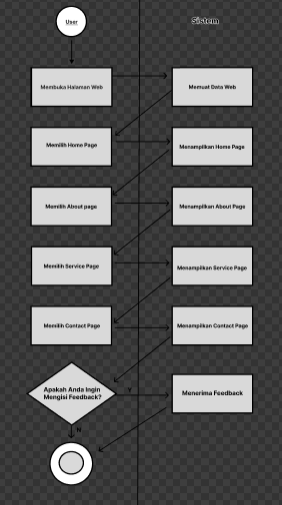 User
Sistem
Membuka Halaman Web
Memuat Data Web
Memilih Home Page
Menampilkan Home Page
Memilih About page
Menampilkan About Page
Memilih Service Page
Menampilkan Service Page
Memilih Contact Page
Menampilkan Contact Page
Apakah Anda Ingin
Mengisi Feedback?
Y
Menerima Feedback
N